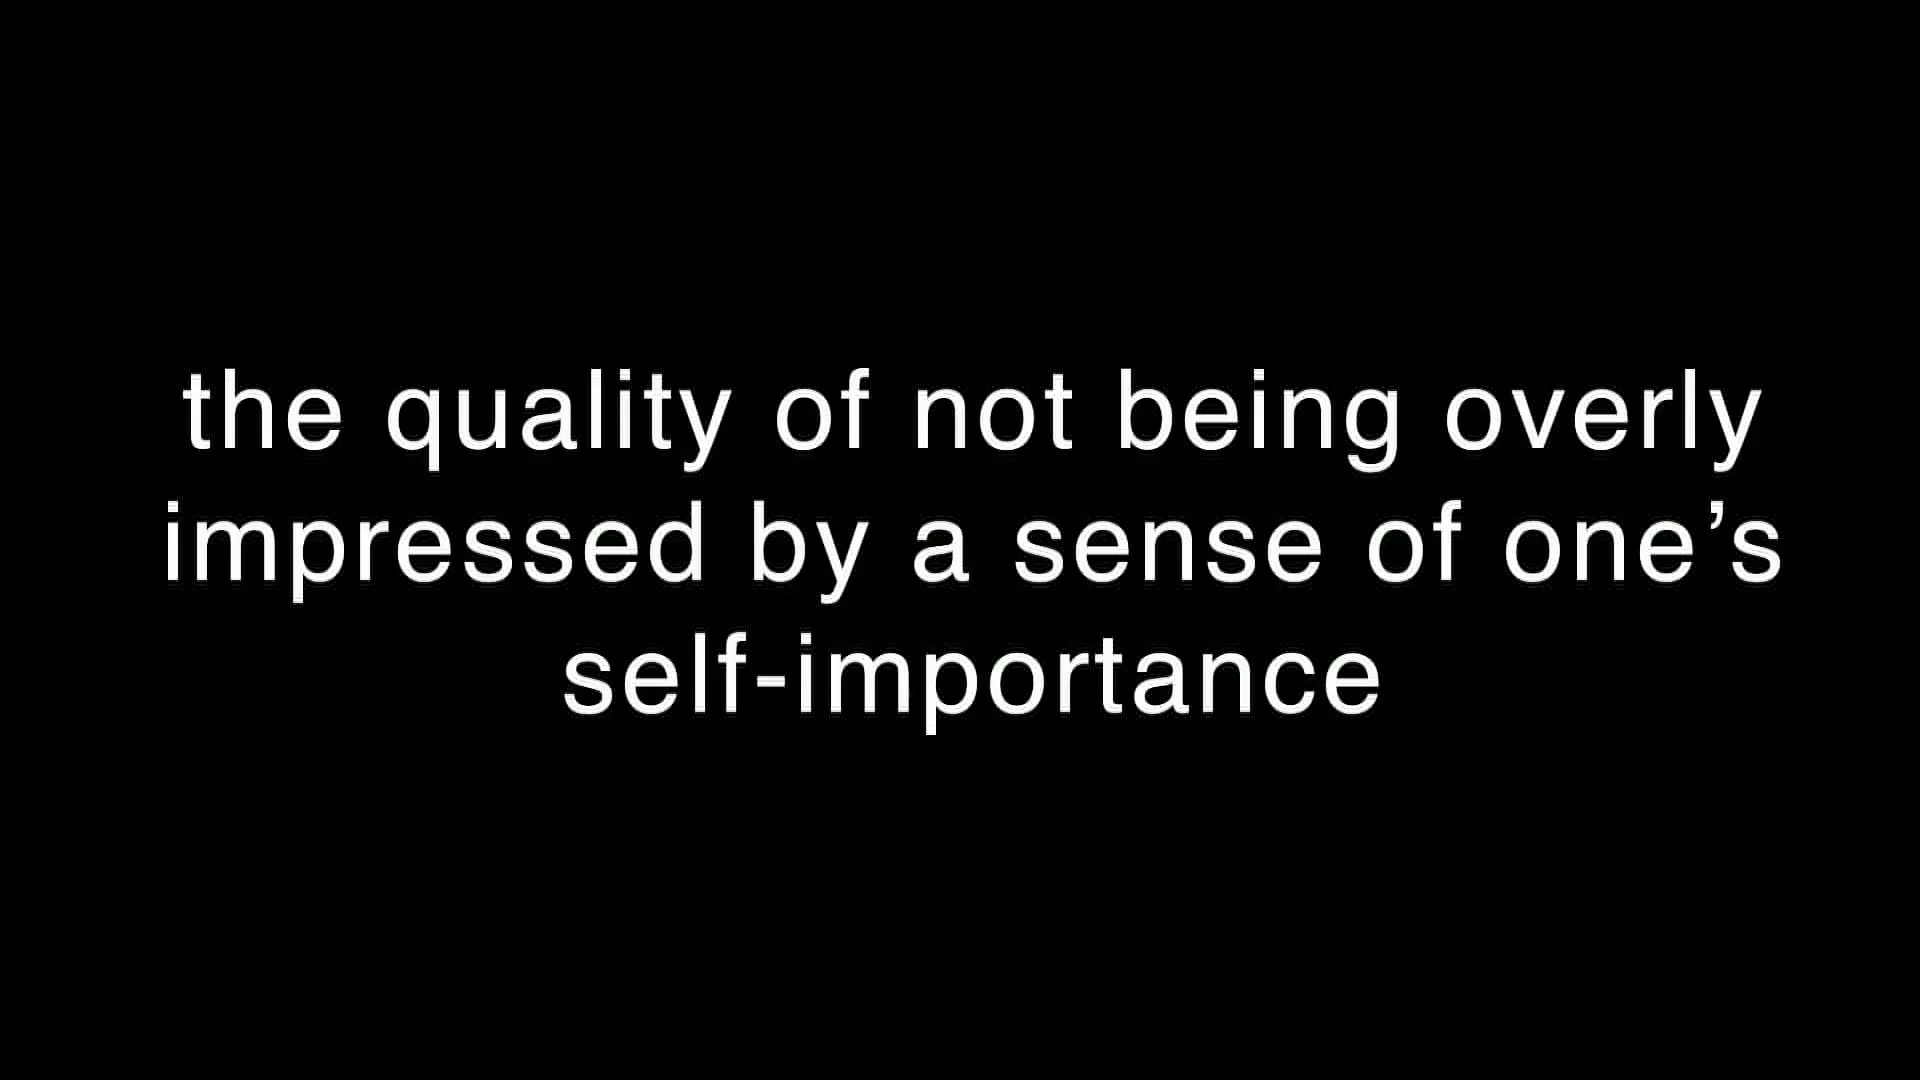 the quality of not being overly
impressed by a sense of one’s
self-importance